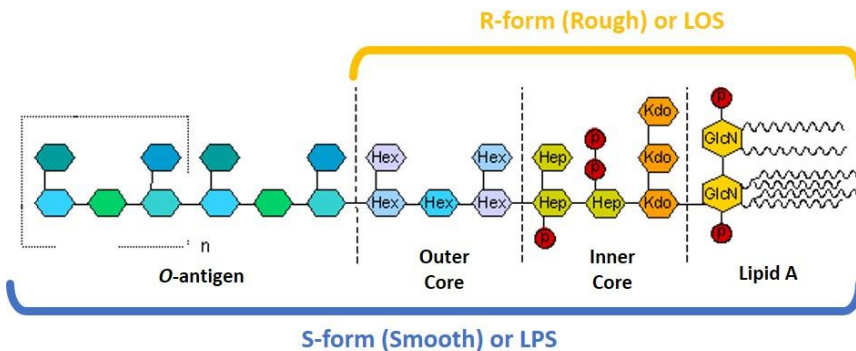 R-form (Rough) or LOS
P
Kdo
P
GlcN
Hex
Hex
Hep
P
Kdo
P
GlcN
Hex
Hex
Hex
Hep
Hep
Kdo
P
P
n
O-antigen
Outer
Core
Inner
Core
Lipid A
S-form (Smooth) or LPS